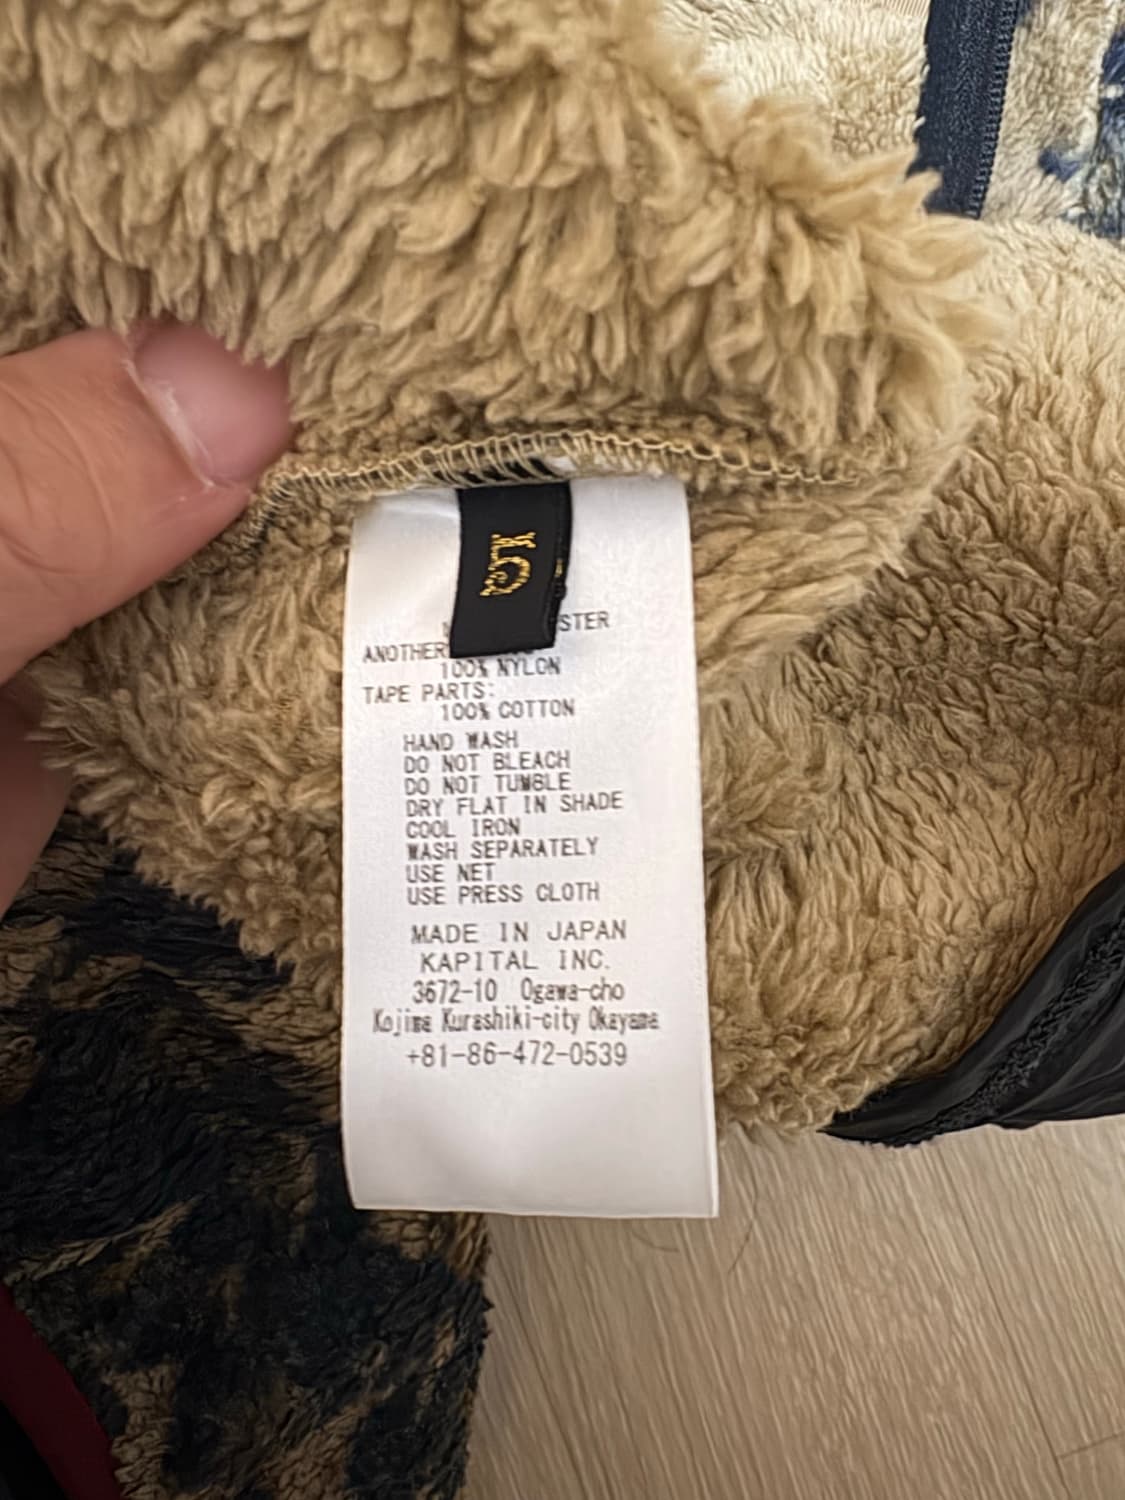 5
STER
ANOTHER
100% NYLON
TAPE PARTS:
100% COTTON
HAND WASH
DO NOT BLEACH
DO NOT TUMBLE
DRY FLAT IN SHADE
COOL IRON
WASH SEPARATELY
USE NET
USE PRESS CLOTH
MADE IN JAPAN
KAPITAL INC.
3672-10 Ogawa-cho
Kojima Kurashiki-city Okayama
+81-86-472-0539